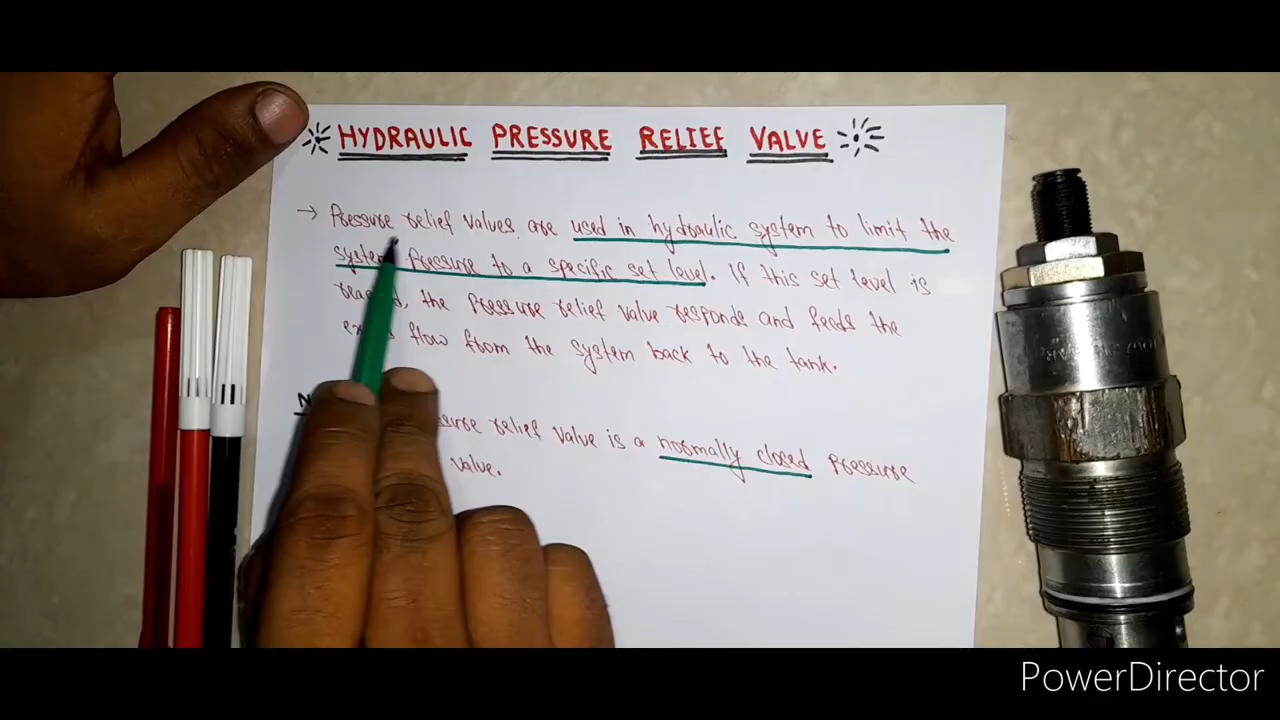 HYDRAULIC PRESSURE RELIEF VALVE
→ Pressure relief valves are used in hydraulic system to limit the
system pressure to a specific set level. If this set level is
the pressure relief valve responds and feeds the
flow from the system back to the tank.
relief valve is a normally closed pressure
valve.
PowerDirector